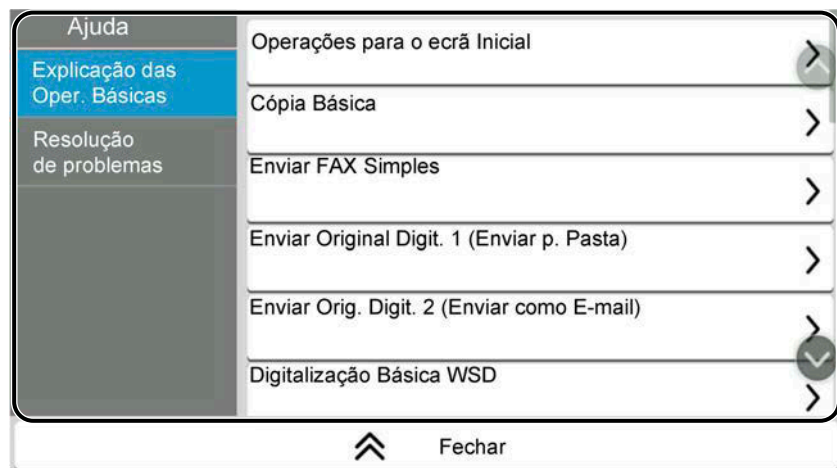 Ajuda
Explicação das
Oper. Básicas
Resolução
de problemas
Operações para o ecrã Inicial
Cópia Básica
Enviar FAX Simples
Enviar Original Digit. 1 (Enviar p. Pasta)
Enviar Orig. Digit. 2 (Enviar como E-mail)
Digitalização Básica WSD
Fechar